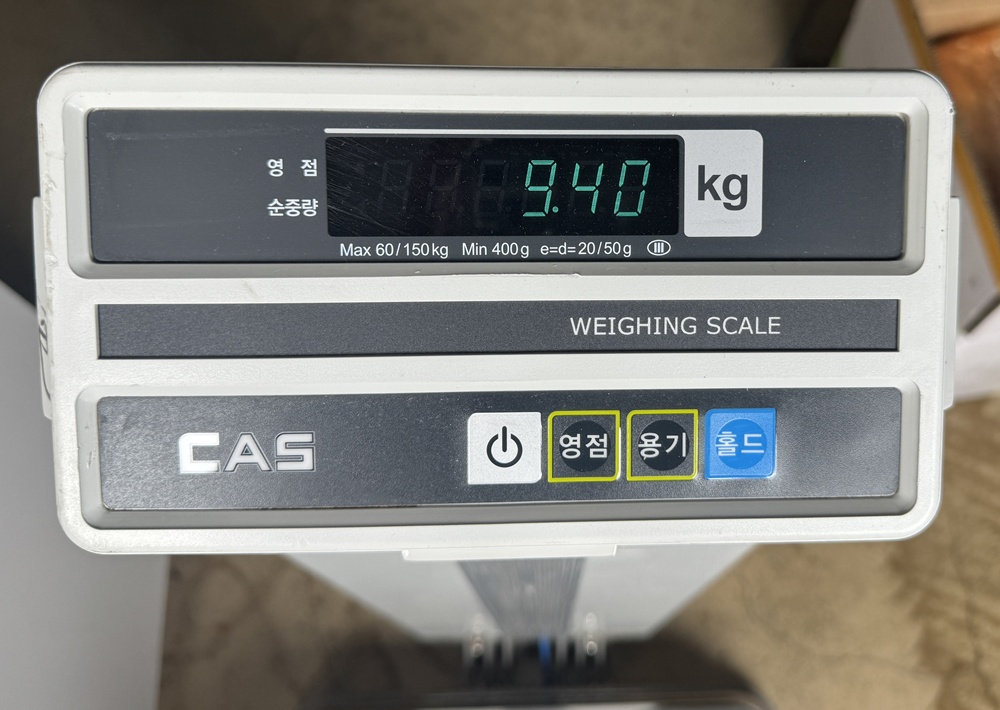 영 점
9.40 kg
순중량
Max 60/150kg Min 400g e=d=20/50g III
WEIGHING SCALE
CAS
영점 용기 홀드